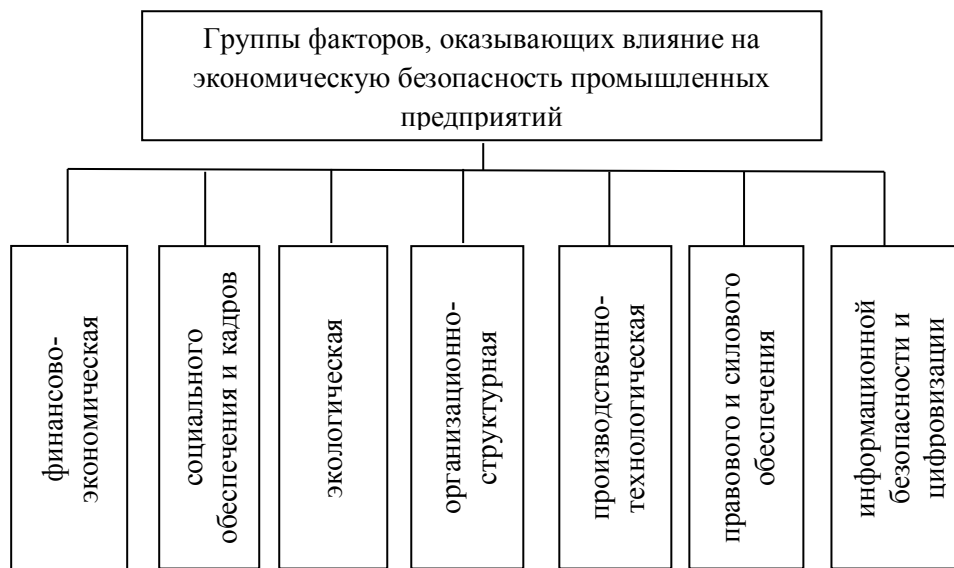 Группы факторов, оказывающих влияние на
экономическую безопасность промышленных
предприятий
финансово-
экономическая
социального
обеспечения и кадров
экологическая
организационно-
структурная
производственно-
технологическая
правового и силового
обеспечения
информационной
безопасности и
цифровизации